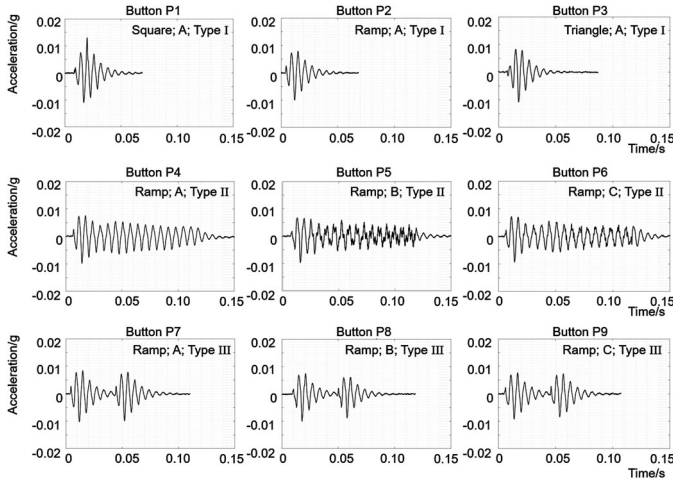 Button P1 Button P2 Button P3
Square; A; Type I Ramp; A; Type I Triangle; A; Type I
Acceleration/g
0.02 0.02 0.02
0.01 0.01 0.01
0 0 0
-0.01 -0.01 -0.01
-0.02 -0.02 -0.02
0 0.05 0.10 0.15 0 0.05 0.10 0.15 0 0.05 0.10 0.15
Time/s
Button P4 Button P5 Button P6
Ramp; A; Type II Ramp; B; Type II Ramp; C; Type II
Acceleration/g
0.02 0.02 0.02
0.01 0.01 0.01
0 0 0
-0.01 -0.01 -0.01
-0.02 -0.02 -0.02
0 0.05 0.10 0.15 0 0.05 0.10 0.15 0 0.05 0.10 0.15
Time/s
Button P7 Button P8 Button P9
Ramp; A; Type III Ramp; B; Type III Ramp; C; Type III
Acceleration/g
0.02 0.02 0.02
0.01 0.01 0.01
0 0 0
-0.01 -0.01 -0.01
-0.02 -0.02 -0.02
0 0.05 0.10 0.15 0 0.05 0.10 0.15 0 0.05 0.10 0.15
Time/s